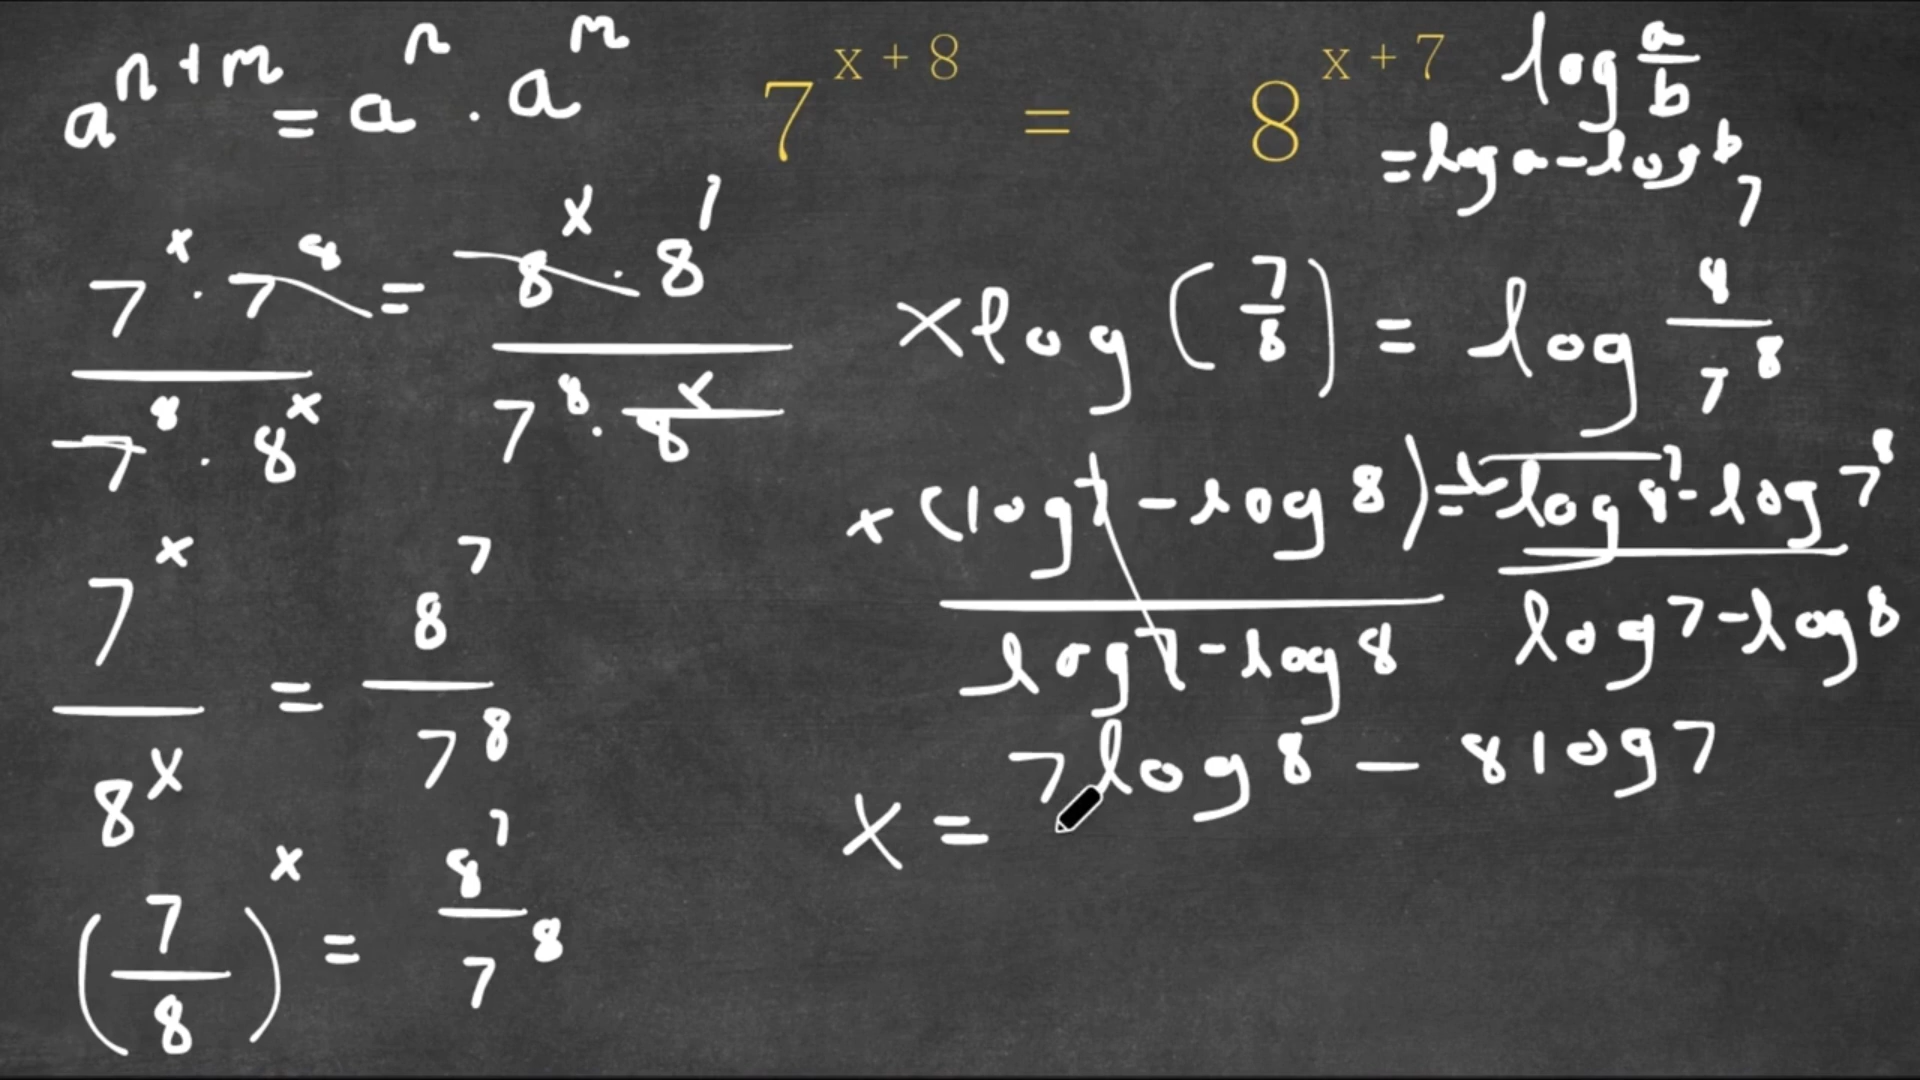 7^{x + 8} = 8^{x + 7}
a^{n+m} = a^n . a^m
log a/b
= log a - log b
7^x . 7^8 = 8^x . 8^7
7^8 . 8^x   7^8 . 8^x
7^x / 8^x = 8^7 / 7^8
(7/8)^x = 8^7 / 7^8
x log (7/8) = log 8^7 / 7^8
x (log 7 - log 8) = log 8^7 - log 7^8
log 7 - log 8   log 7 - log 8
x = 7 log 8 - 8 log 7